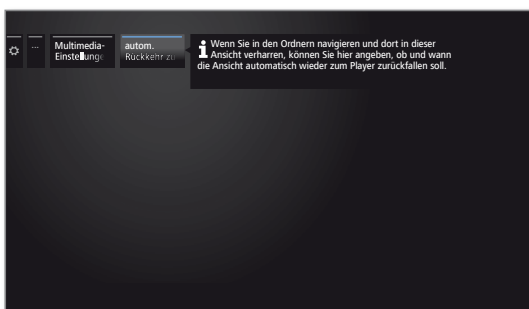 ...
Multimedia-
Einstellunge
autom.
Rückkehr zu
Wenn Sie in den Ordnern navigieren und dort in dieser
Ansicht verharren, können Sie hier angeben, ob und wann
die Ansicht automatisch wieder zum Player zurückfallen soll.